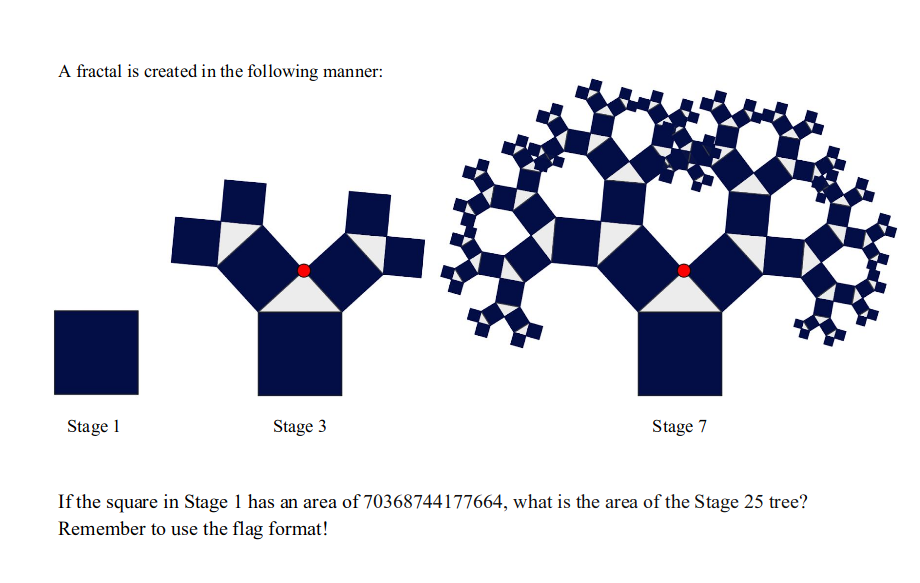 A fractal is created in the following manner:
Stage 1
Stage 3
Stage 7
If the square in Stage 1 has an area of 70368744177664, what is the area of the Stage 25 tree?
Remember to use the flag format!